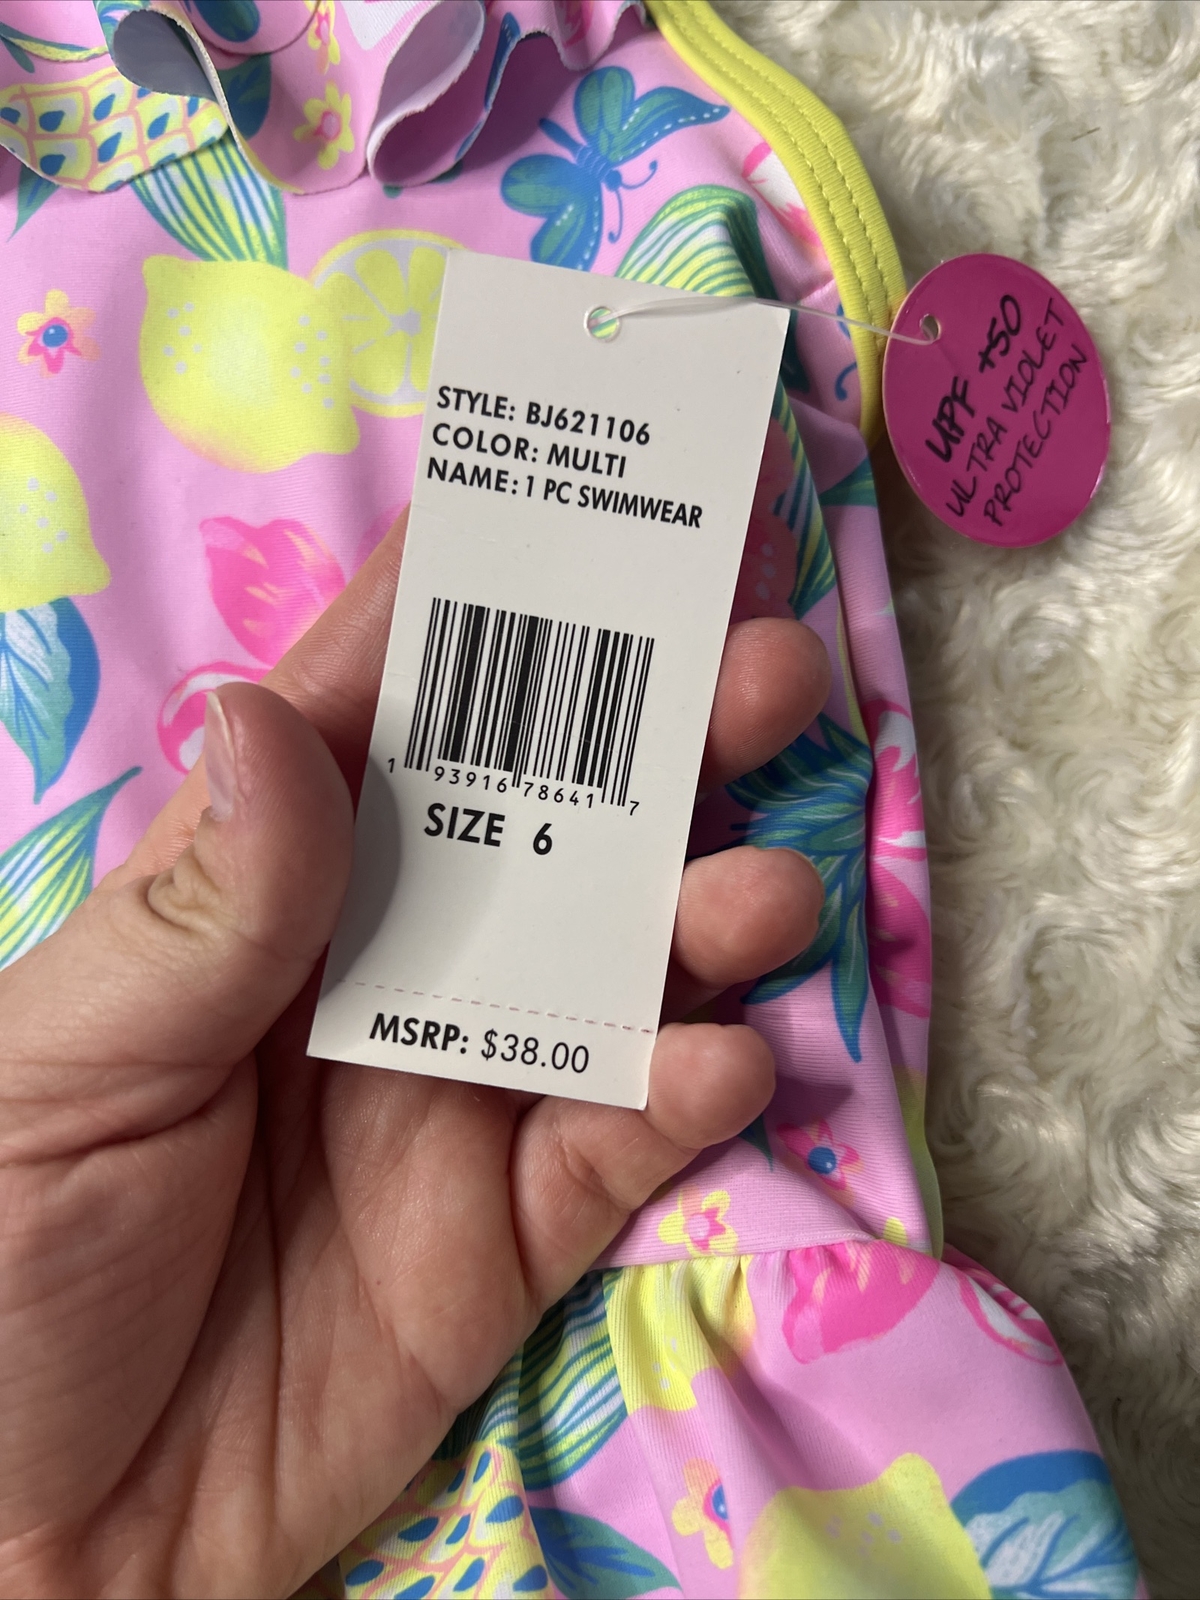 STYLE: BJ621106
COLOR: MULTI
NAME: 1 PC SWIMWEAR
1 93916 78641 7
SIZE 6
MSRP: $38.00
UPF +50
ULTRA VIOLET
PROTECTION